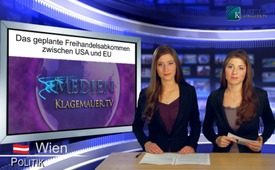 Das geplante Freihandelsabkommen
zwischen USA und EU
MEDIEN
KLAGEMAUER.TV
Wien
POLITIK